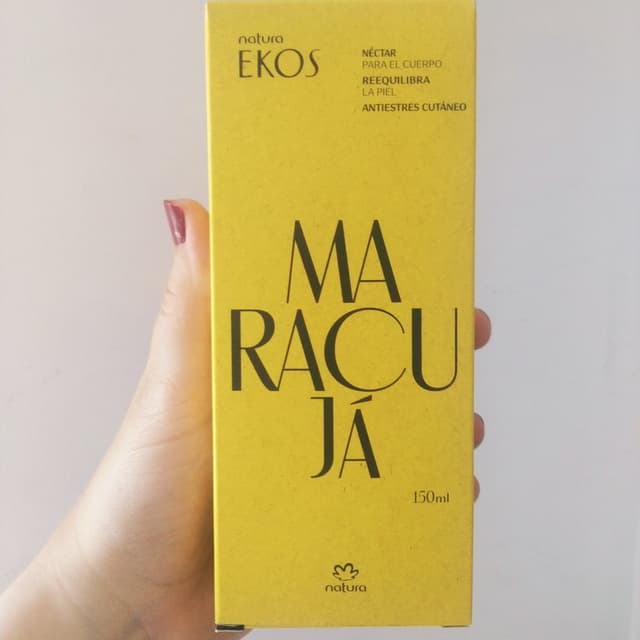 natura
EKOS
NÉCTAR
PARA EL CUERPO
REEQUILIBRA
LA PIEL
ANTIESTRES CUTÁNEO
MA
RACU
JÁ
150ml
natura